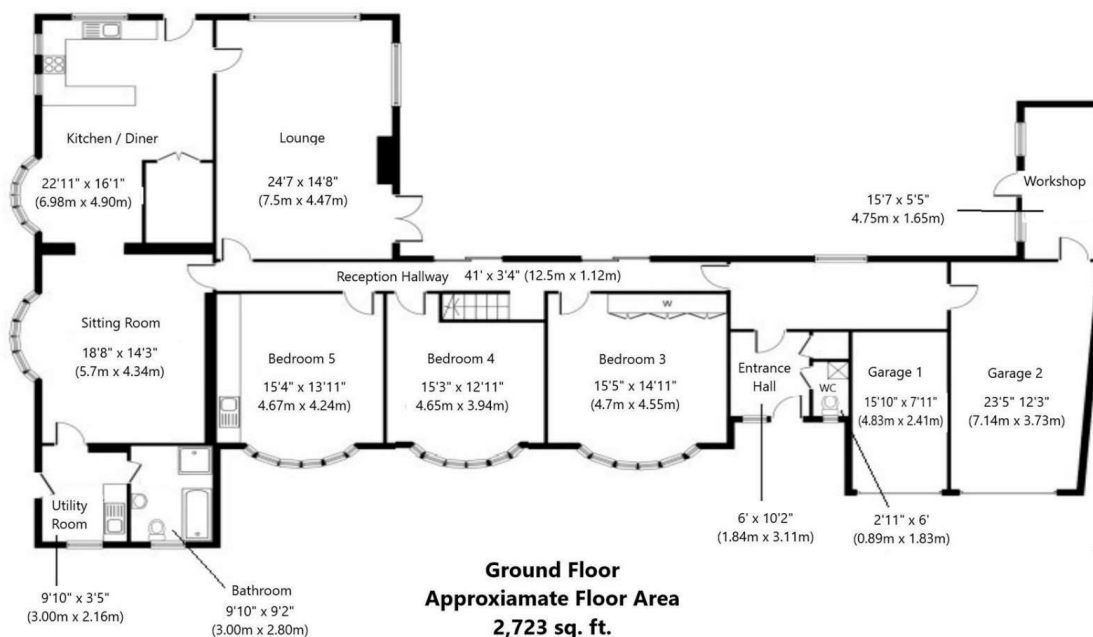 Kitchen / Diner
22'11" x 16'1"
(6.98m x 4.90m)
Lounge
24'7 x 14'8"
(7.5m x 4.47m)
Workshop
15'7 x 5'5"
4.75m x 1.65m)
Reception Hallway 41' x 3'4" (12.5m x 1.12m)
Sitting Room
18'8" x 14'3"
(5.7m x 4.34m)
Bedroom 5
15'4" x 13'11"
4.67m x 4.24m)
Bedroom 4
15'3" x 12'11"
4.65m x 3.94m)
W
Bedroom 3
15'5" x 14'11"
(4.7m x 4.55m)
Entrance
Hall
WC
Garage 1
15'10" x 7'11"
(4.83m x 2.41m)
Garage 2
23'5" 12'3"
(7.14m x 3.73m)
Utility
Room
6' x 10'2"
(1.84m x 3.11m)
2'11" x 6'
(0.89m x 1.83m)
9'10" x 3'5"
(3.00m x 2.16m)
Bathroom
9'10" x 9'2"
(3.00m x 2.80m)
Ground Floor
Approxiamate Floor Area
2,723 sq. ft.